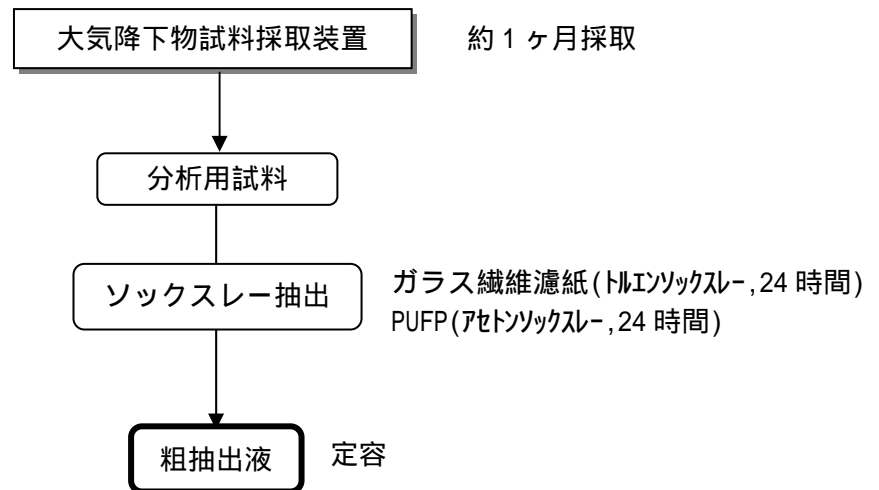 大気降下物試料採取装置
約1ヶ月採取
分析用試料
ソックスレー抽出
ガラス繊維濾紙(ﾄﾙｴﾝｿｯｸｽﾚｰ,24時間)
PUFP(ｱｾﾄﾝｿｯｸｽﾚｰ,24時間)
粗抽出液
定容